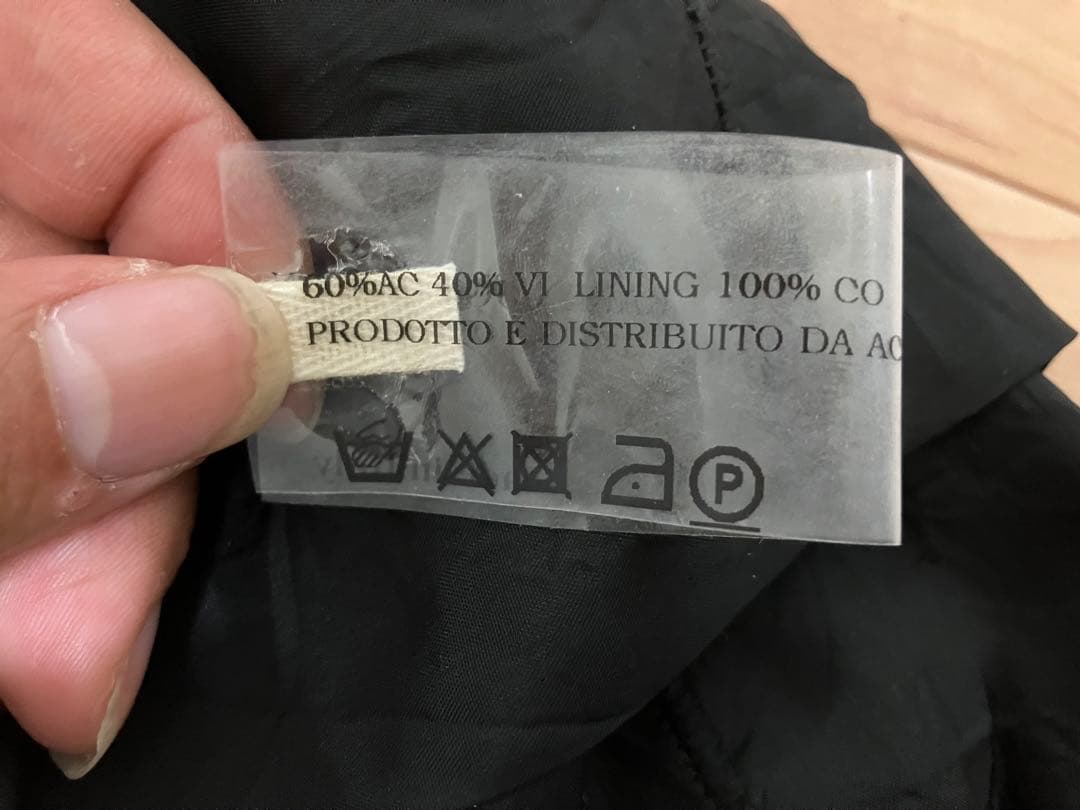 60%AC 40% VI LINING 100% CO
PRODOTTO E DISTRIBUITO DA AC
P